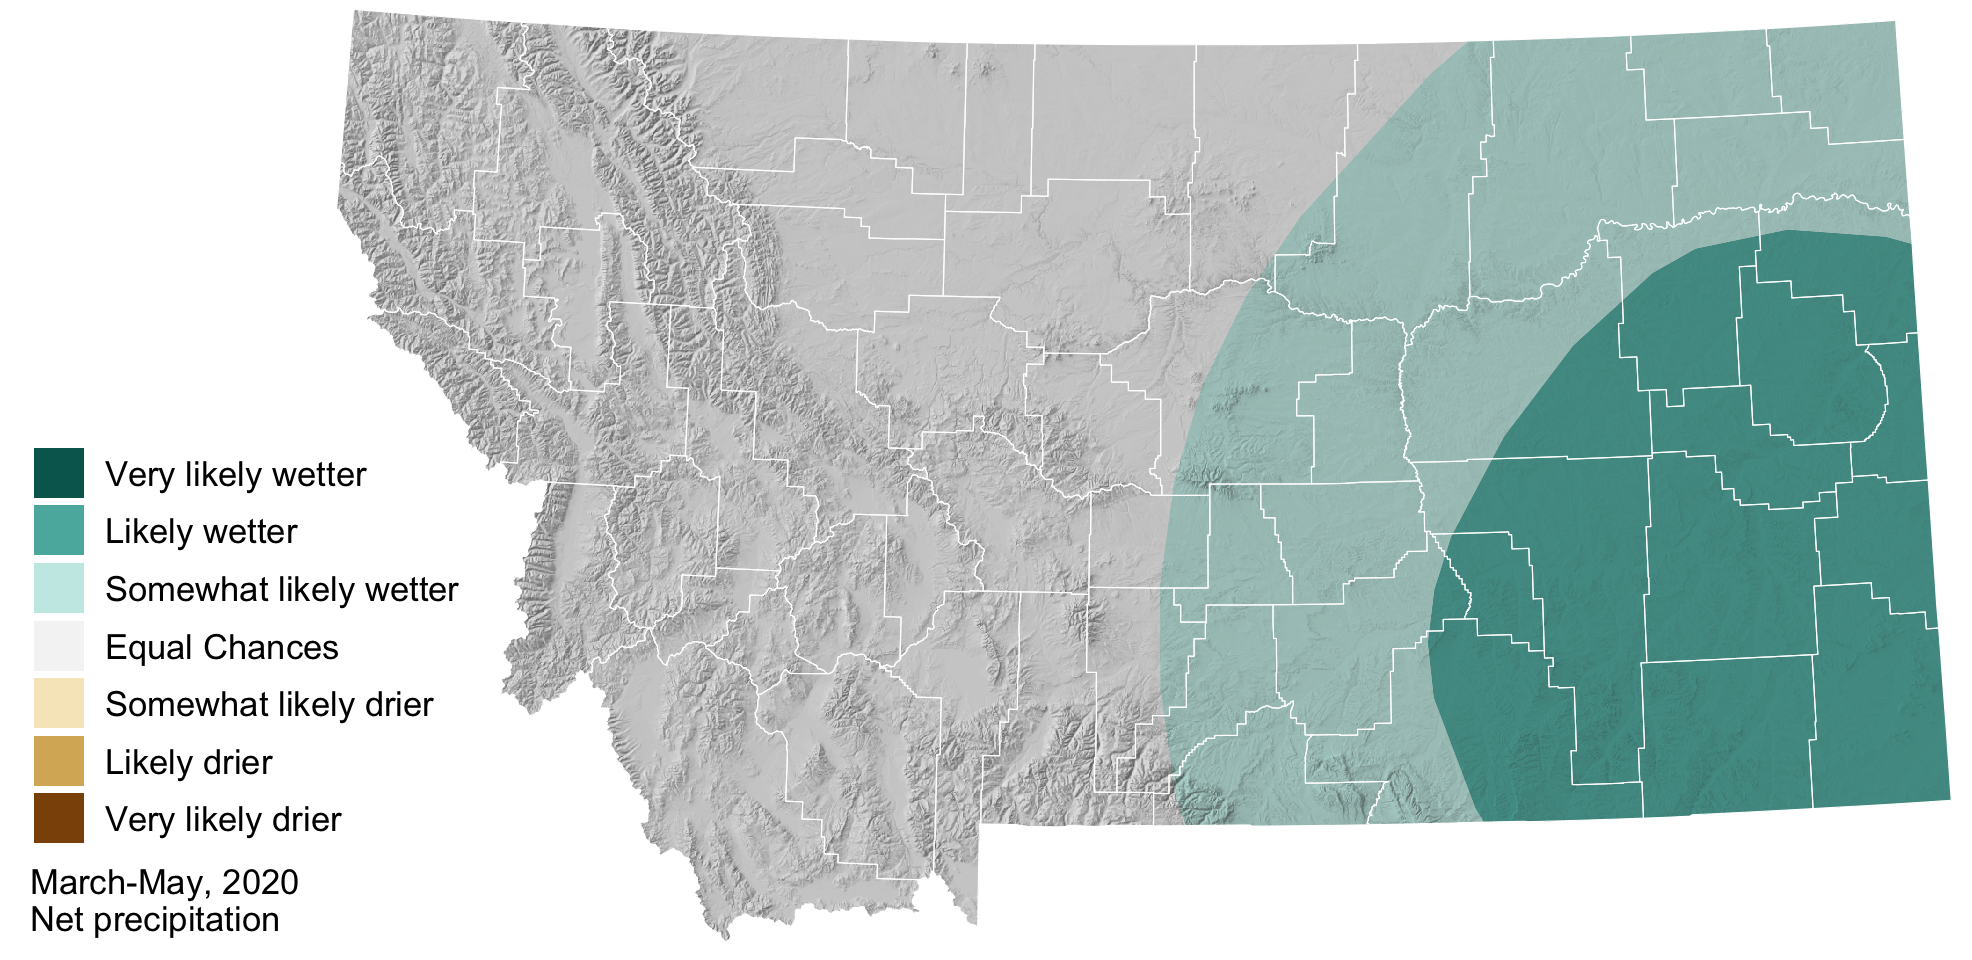 Very likely wetter
Likely wetter
Somewhat likely wetter
Equal Chances
Somewhat likely drier
Likely drier
Very likely drier
March-May, 2020
Net precipitation